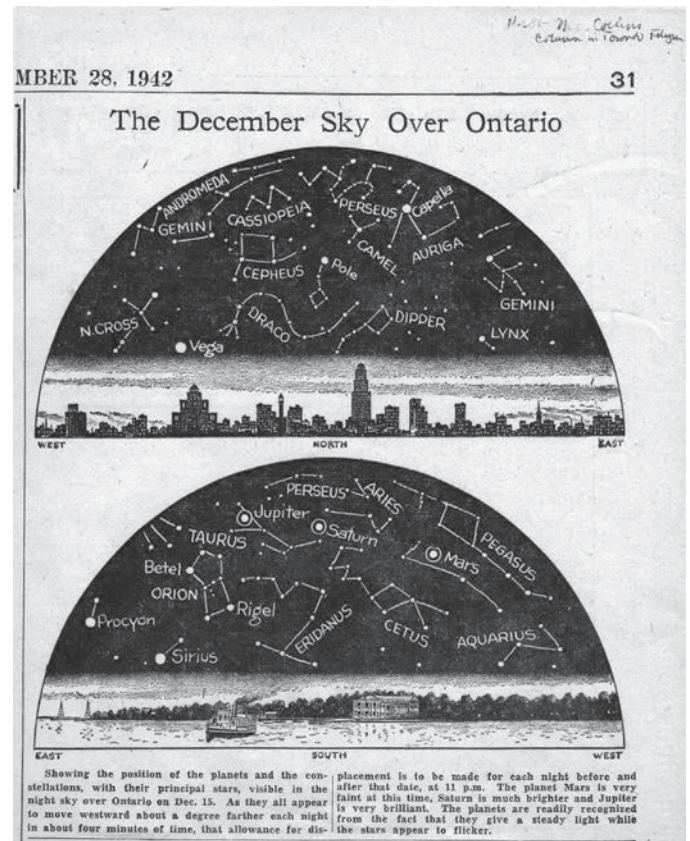 Column in Toronto
MBER 28, 1942
31
The December Sky Over Ontario
ANDROMEDA
GEMINI
CASSIOPEIA
PERSEUS
Capella
CAMEL
AURIGA
CEPHEUS
Pole
GEMINI
N.CROSS
DRACO
DIPPER
LYNX
Vega
WEST NORTH EAST
PERSEUS
ARIES
Jupiter
Saturn
TAURUS
PEGASUS
Mars
Betel
ORION
Rigel
Procyon
ERIDANUS
CETUS
AQUARIUS
Sirius
EAST SOUTH WEST
Showing the position of the planets and the con-
stellations, with their principal stars, visible in the
night sky over Ontario on Dec. 15. As they all appear
to move westward about a degree farther each night
in about four minutes of time, that allowance for dis-
placement is to be made for each night before and
after that date, at 11 p.m. The planet Mars is very
faint at this time, Saturn is much brighter and Jupiter
is very brilliant. The planets are readily recognized
from the fact that they give a steady light while
the stars appear to flicker.